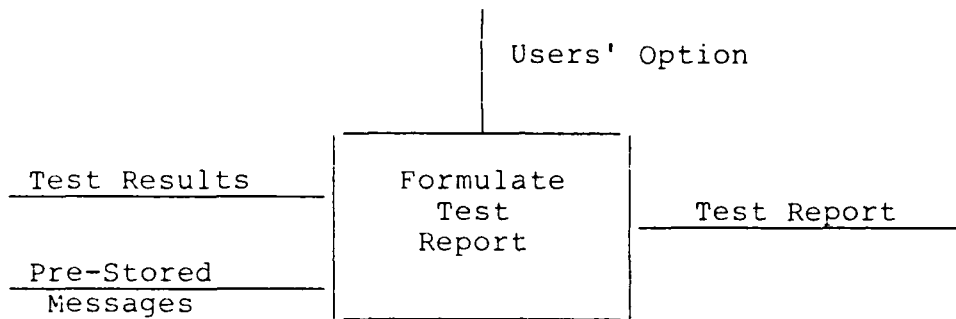 Users' Option
Test Results
Formulate
Test
Report
Test Report
Pre-Stored
Messages